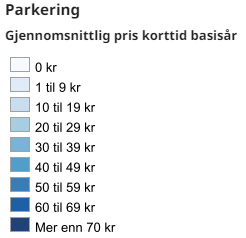 Parkering
Gjennomsnittlig pris korttid basisår
0 kr
1 til 9 kr
10 til 19 kr
20 til 29 kr
30 til 39 kr
40 til 49 kr
50 til 59 kr
60 til 69 kr
Mer enn 70 kr